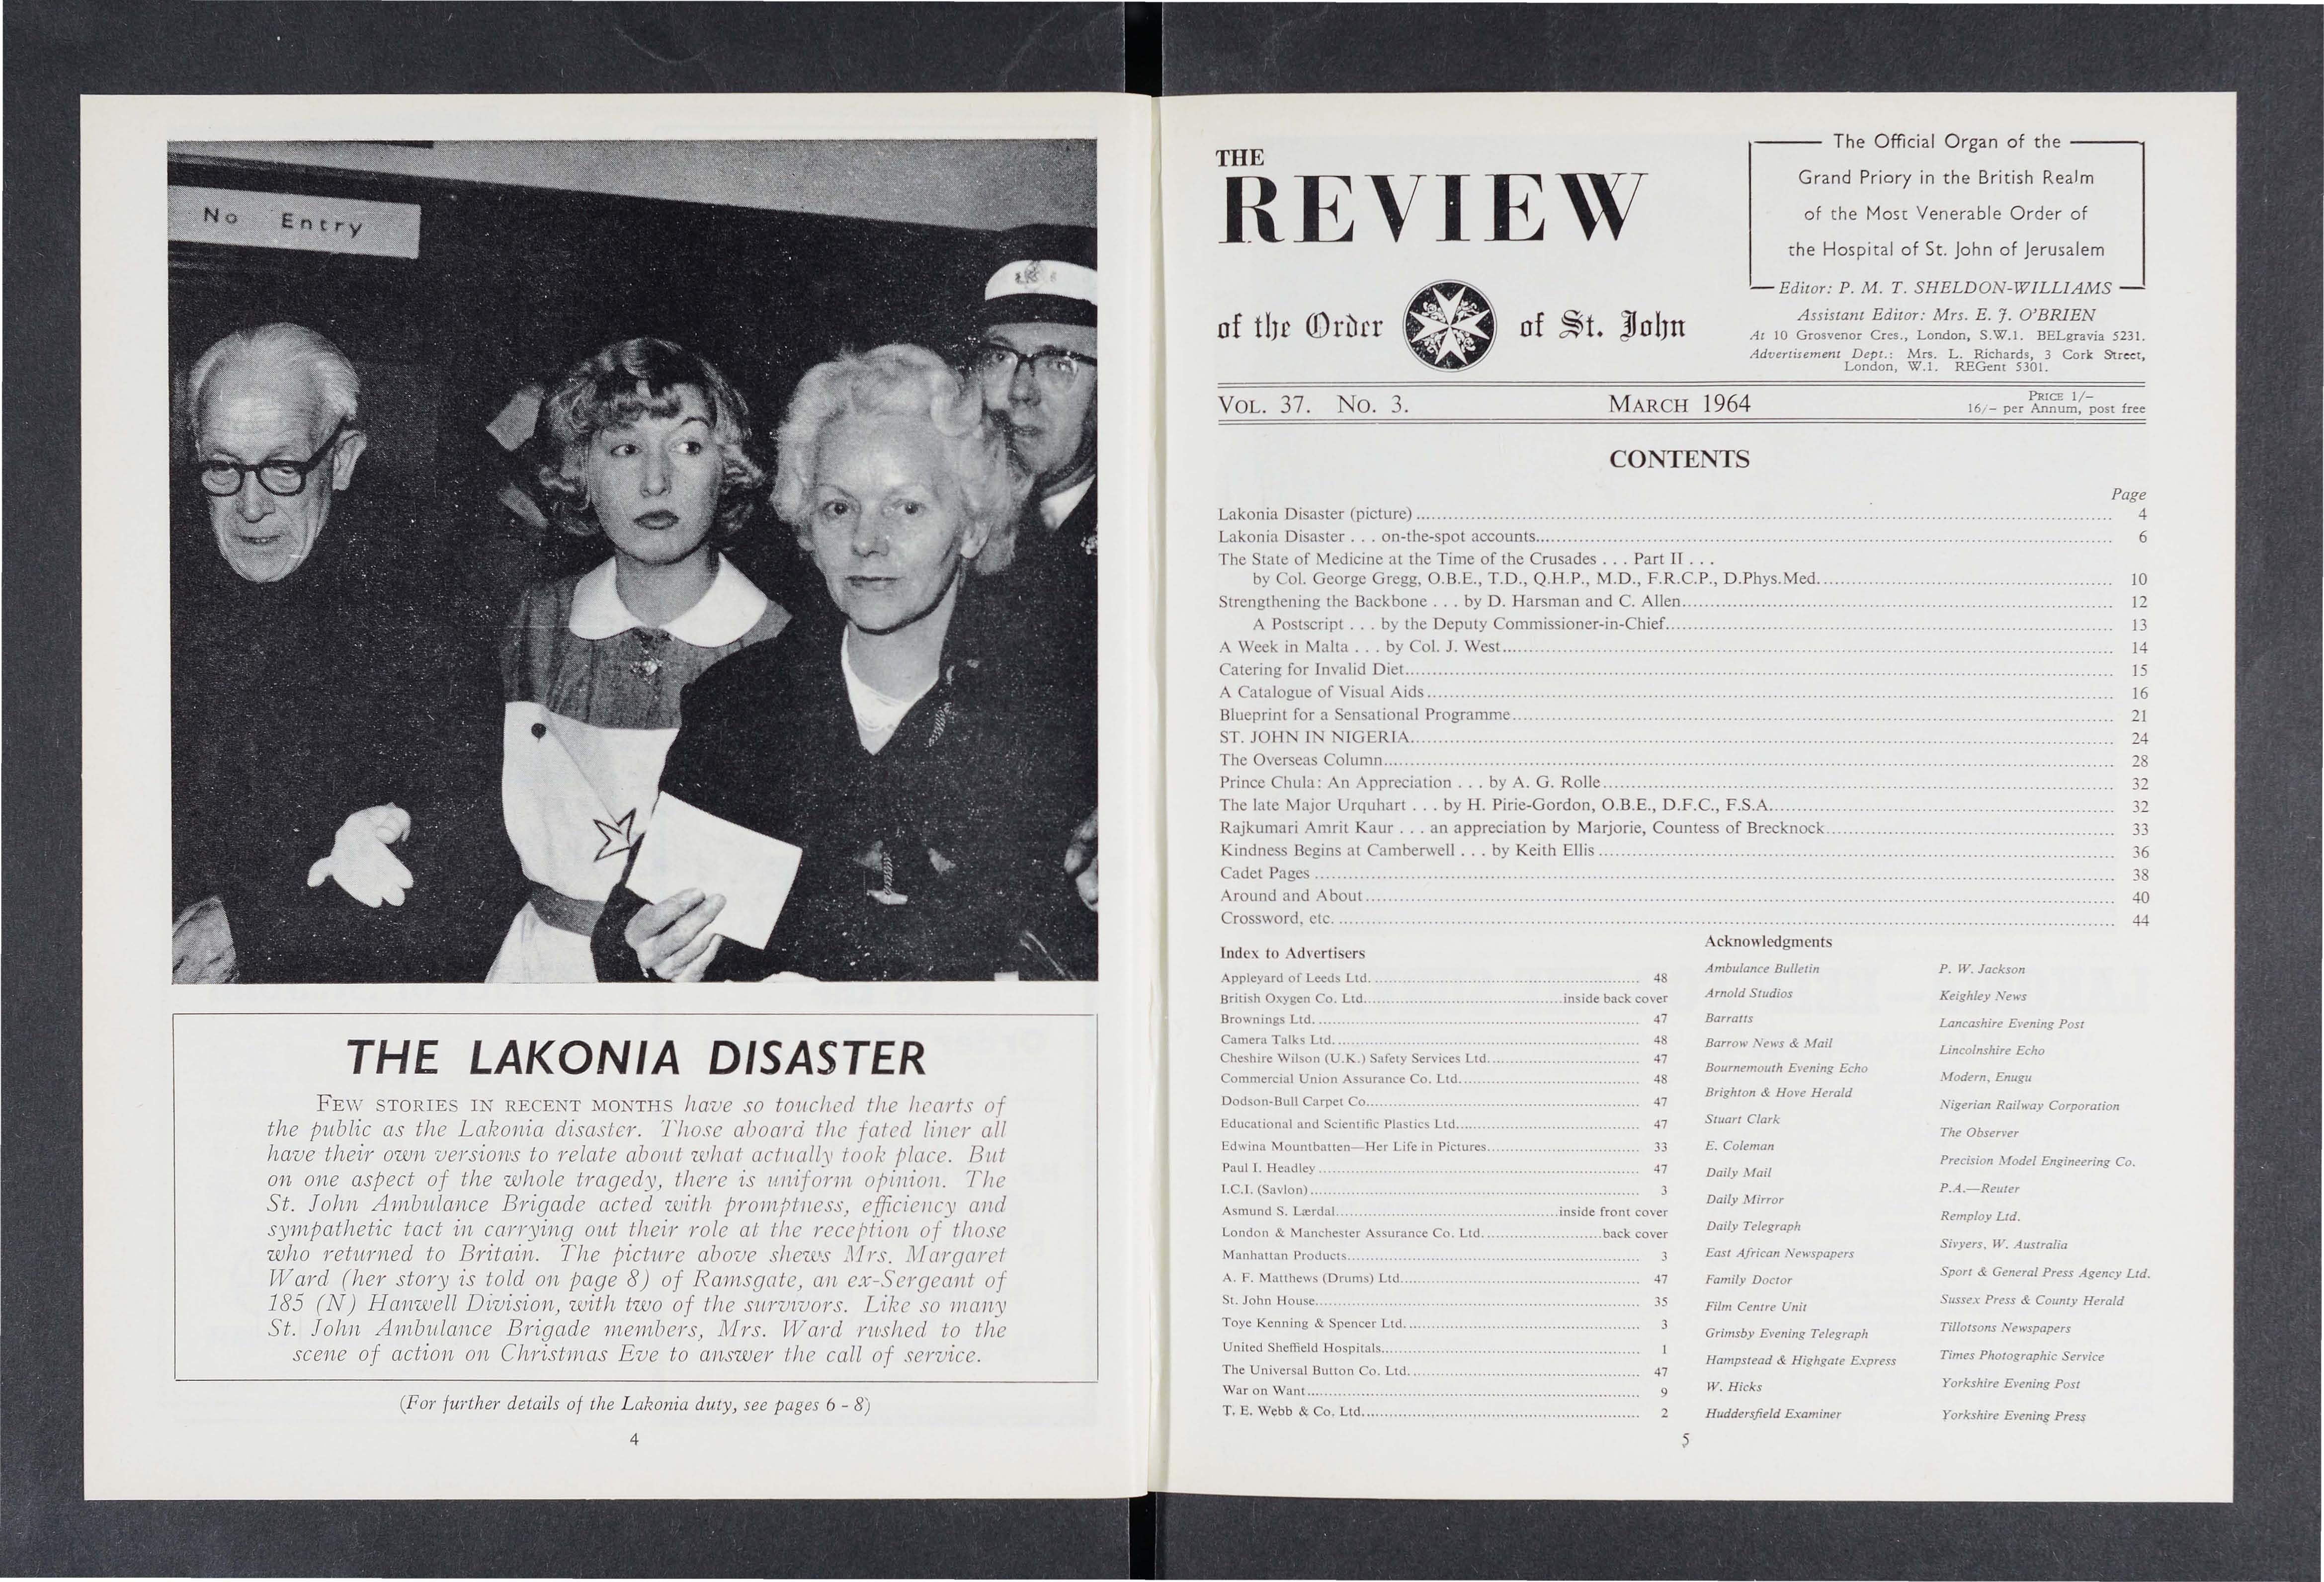 No Entry
THE LAKONIA DISASTER
FEW STORIES IN RECENT MONTHS have so touched the hearts of
the public as the Lakonia disaster. Those aboard the fated liner all
have their own versions to relate about what actually took place. But
on one aspect of the whole tragedy, there is uniform opinion. The
St. John Ambulance Brigade acted with promptness, efficiency and
sympathetic tact in carrying out their role at the reception of those
who returned to Britain. The picture above shews Mrs. Margaret
Ward (her story is told on page 8) of Ramsgate, an ex-Sergeant of
185 (N) Hanwell Division, with two of the survivors. Like so many
St. John Ambulance Brigade members, Mrs. Ward rushed to the
scene of action on Christmas Eve to answer the call of service.
(For further details of the Lakonia duty, see pages 6 - 8)
4
THE
REVIEW
of the Order of St. John
The Official Organ of the
Grand Priory in the British Realm
of the Most Venerable Order of
the Hospital of St. John of Jerusalem
Editor: P. M. T. SHELDON-WILLIAMS
Assistant Editor: Mrs. E. J. O'BRIEN
At 10 Grosvenor Cres., London, S.W.1. BELgravia 5231.
Advertisement Dept.: Mrs. L. Richards, 3 Cork Street,
London, W.1. REGent 5301.
VOL. 37. NO. 3. MARCH 1964 PRICE 1/-
16/- per Annum, post free
CONTENTS
Page
Lakonia Disaster (picture) 4
Lakonia Disaster . . . on-the-spot accounts 6
The State of Medicine at the Time of the Crusades . . . Part II . . .
by Col. George Gregg, O.B.E., T.D., Q.H.P., M.D., F.R.C.P., D.Phys.Med. 10
Strengthening the Backbone . . . by D. Harsman and C. Allen 12
A Postscript . . . by the Deputy Commissioner-in-Chief 13
A Week in Malta . . . by Col. J. West 14
Catering for Invalid Diet 15
A Catalogue of Visual Aids 16
Blueprint for a Sensational Programme 21
ST. JOHN IN NIGERIA 24
The Overseas Column 28
Prince Chula: An Appreciation . . . by A. G. Rolle 32
The late Major Urquhart . . . by H. Pirie-Gordon, O.B.E., D.F.C., F.S.A. 32
Rajkumari Amrit Kaur . . . an appreciation by Marjorie, Countess of Brecknock 33
Kindness Begins at Camberwell . . . by Keith Ellis 36
Cadet Pages 38
Around and About 40
Crossword, etc. 44
Index to Advertisers
Appleyard of Leeds Ltd. 48
British Oxygen Co. Ltd. inside back cover
Brownings Ltd. 47
Camera Talks Ltd. 48
Cheshire Wilson (U.K.) Safety Services Ltd. 47
Commercial Union Assurance Co. Ltd. 48
Dodson-Bull Carpet Co. 47
Educational and Scientific Plastics Ltd. 47
Edwina Mountbatten—Her Life in Pictures 33
Paul I. Headley 47
I.C.I. (Savlon) 3
Asmund S. Lærdal inside front cover
London & Manchester Assurance Co. Ltd. back cover
Manhattan Products 3
A. F. Matthews (Drums) Ltd. 47
St. John House 35
Toye Kenning & Spencer Ltd. 3
United Sheffield Hospitals 1
The Universal Button Co. Ltd. 47
War on Want 9
T. E. Webb & Co. Ltd. 2
Acknowledgments
Ambulance Bulletin
Arnold Studios
Barratts
Barrow News & Mail
Bournemouth Evening Echo
Brighton & Hove Herald
Stuart Clark
E. Coleman
Daily Mail
Daily Mirror
Daily Telegraph
East African Newspapers
Family Doctor
Film Centre Unit
Grimsby Evening Telegraph
Hampstead & Highgate Express
W. Hicks
Huddersfield Examiner
P. W. Jackson
Keighley News
Lancashire Evening Post
Lincolnshire Echo
Modern, Enugu
Nigerian Railway Corporation
The Observer
Precision Model Engineering Co.
P.A.—Reuter
Remploy Ltd.
Sivyers, W. Australia
Sport & General Press Agency Ltd.
Sussex Press & County Herald
Tillotsons Newspapers
Times Photographic Service
Yorkshire Evening Post
Yorkshire Evening Press
5